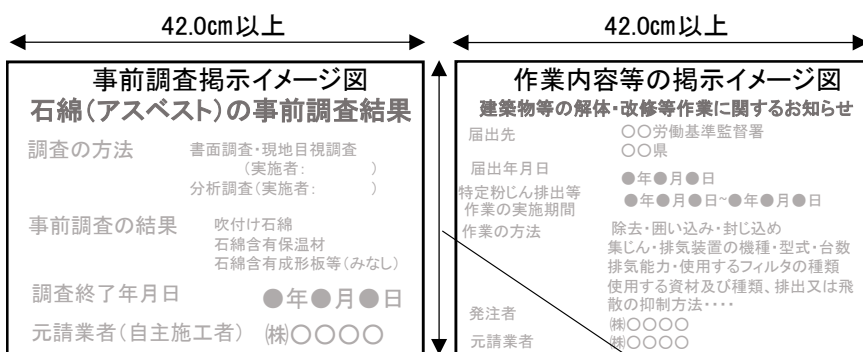 42.0cm以上
事前調査掲示イメージ図
石綿(アスベスト)の事前調査結果
調査の方法 書面調査・現地目視調査
(実施者: )
分析調査(実施者: )
事前調査の結果 吹付け石綿
石綿含有保温材
石綿含有成形板等(みなし)
調査終了年月日 ●年●月●日
元請業者(自主施工者) ㈱○○○○
42.0cm以上
作業内容等の掲示イメージ図
建築物等の解体・改修等作業に関するお知らせ
届出先 ○○労働基準監督署
○○県
届出年月日 ●年●月●日
特定粉じん排出等
作業の実施期間 ●年●月●日~●年●月●日
作業の方法 除去・囲い込み・封じ込め
集じん・排気装置の機種・型式・台数
排気能力・使用するフィルタの種類
使用する資材及び種類、排出又は飛
散の抑制方法・・・・
発注者 ㈱○○○○
元請業者 ㈱○○○○